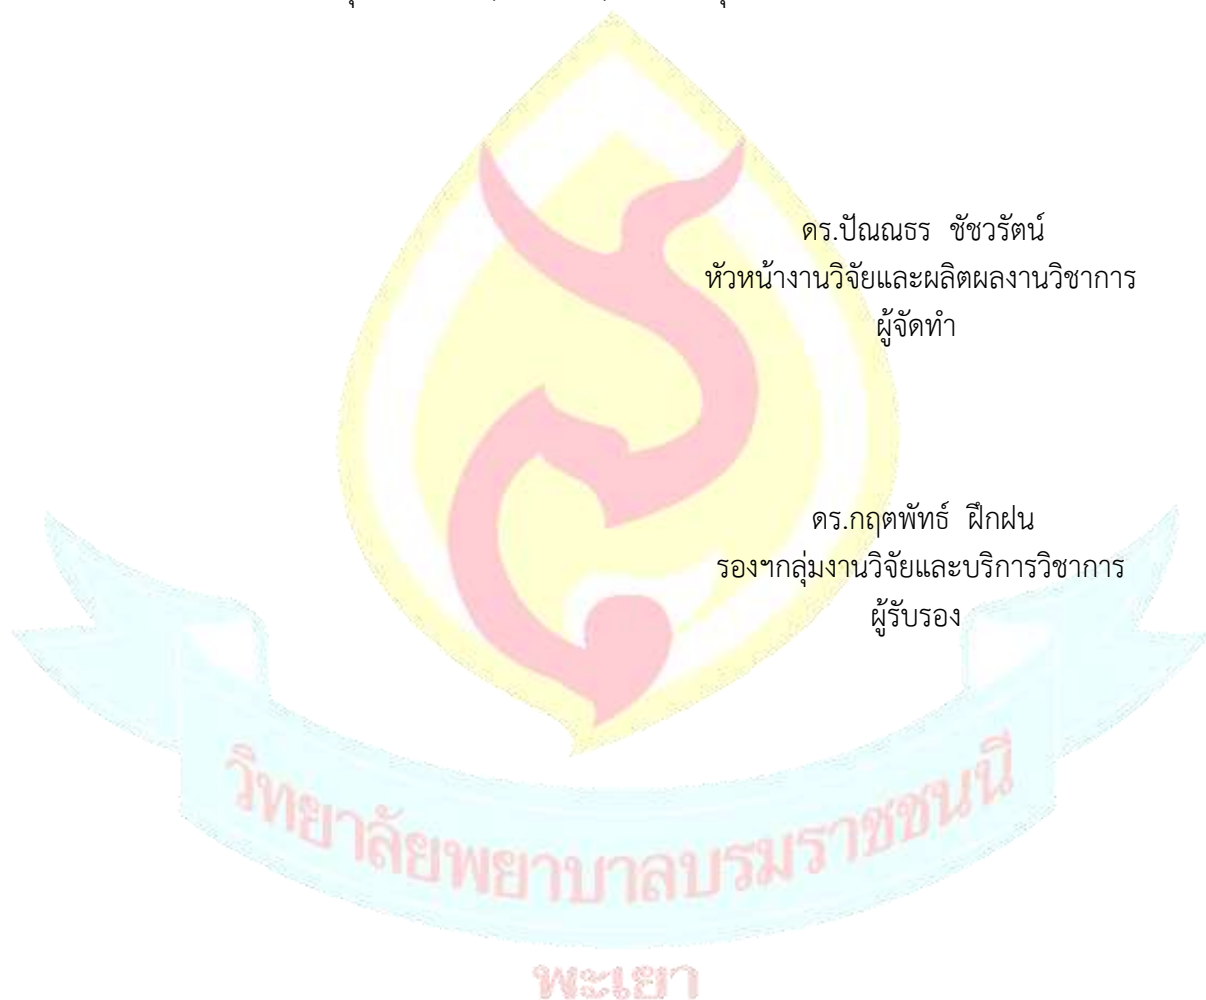 ดร.ปัณณธร  ชัชวรัตน์
หัวหน้างานวิจัยและผลิตผลงานวิชาการ
ผู้จัดทำ
ดร.กฤตพัทธ์  ฝึกฝน
รองฯกลุ่มงานวิจัยและบริการวิชาการ
ผู้รับรอง
วิทยาลัยพยาบาลบรมราชชนนี
พะเยา